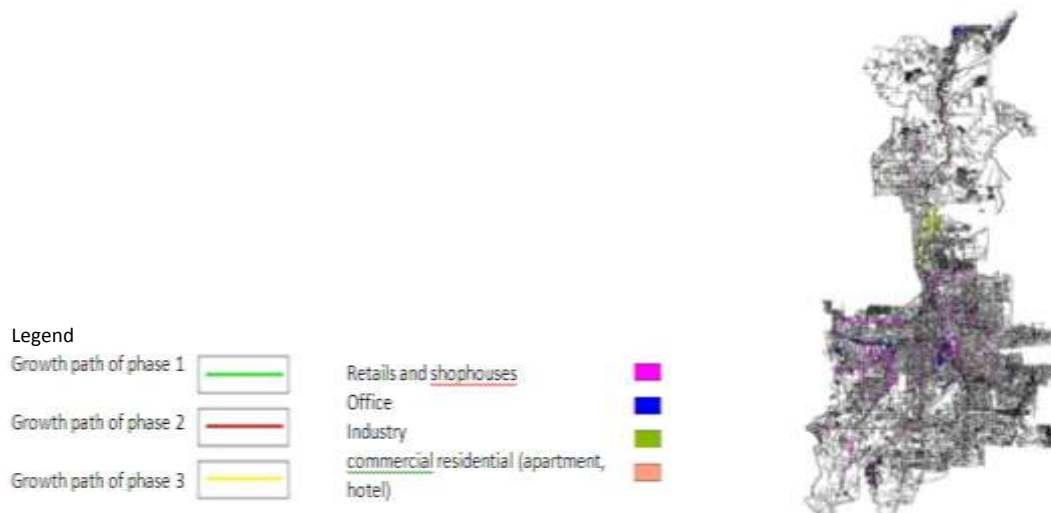 Legend
Growth path of phase 1
Growth path of phase 2
Growth path of phase 3
Retails and shophouses
Office
Industry
commercial residential (apartment,
hotel)